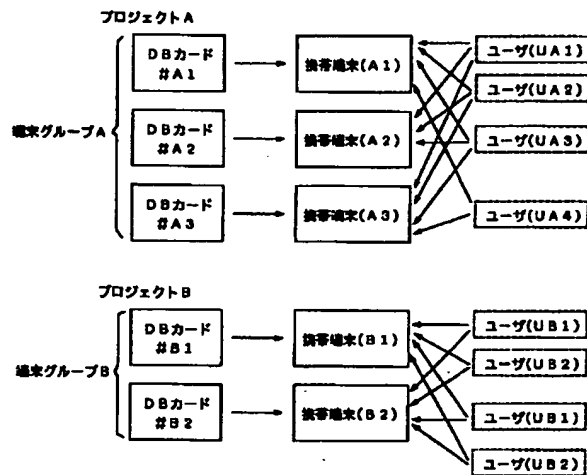 プロジェクトA
DBカード
#A1
携帯端末(A1)
ユーザ(UA1)
ユーザ(UA2)
端末グループA
DBカード
#A2
携帯端末(A2)
ユーザ(UA3)
DBカード
#A3
携帯端末(A3)
ユーザ(UA4)
プロジェクトB
DBカード
#B1
携帯端末(B1)
ユーザ(UB1)
ユーザ(UB2)
端末グループB
DBカード
#B2
携帯端末(B2)
ユーザ(UB1)
ユーザ(UB2)